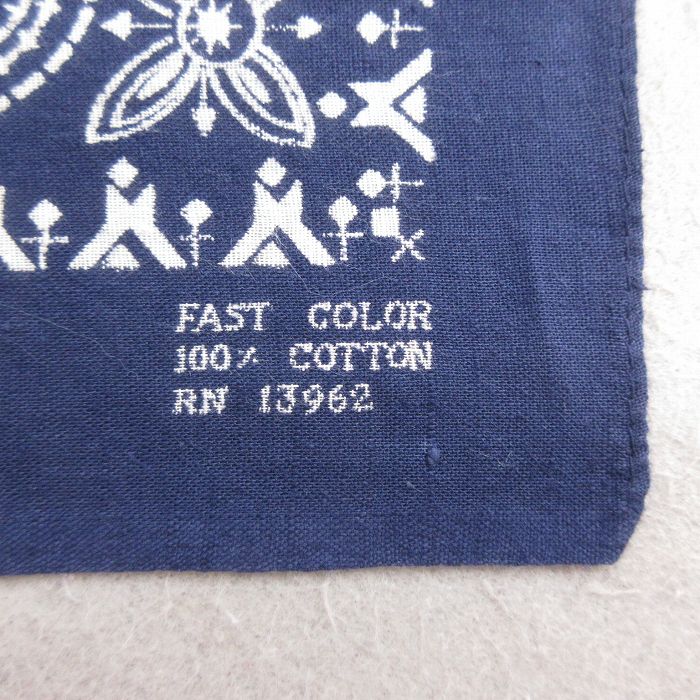 FAST COLOR
100% COTTON
RN 13962